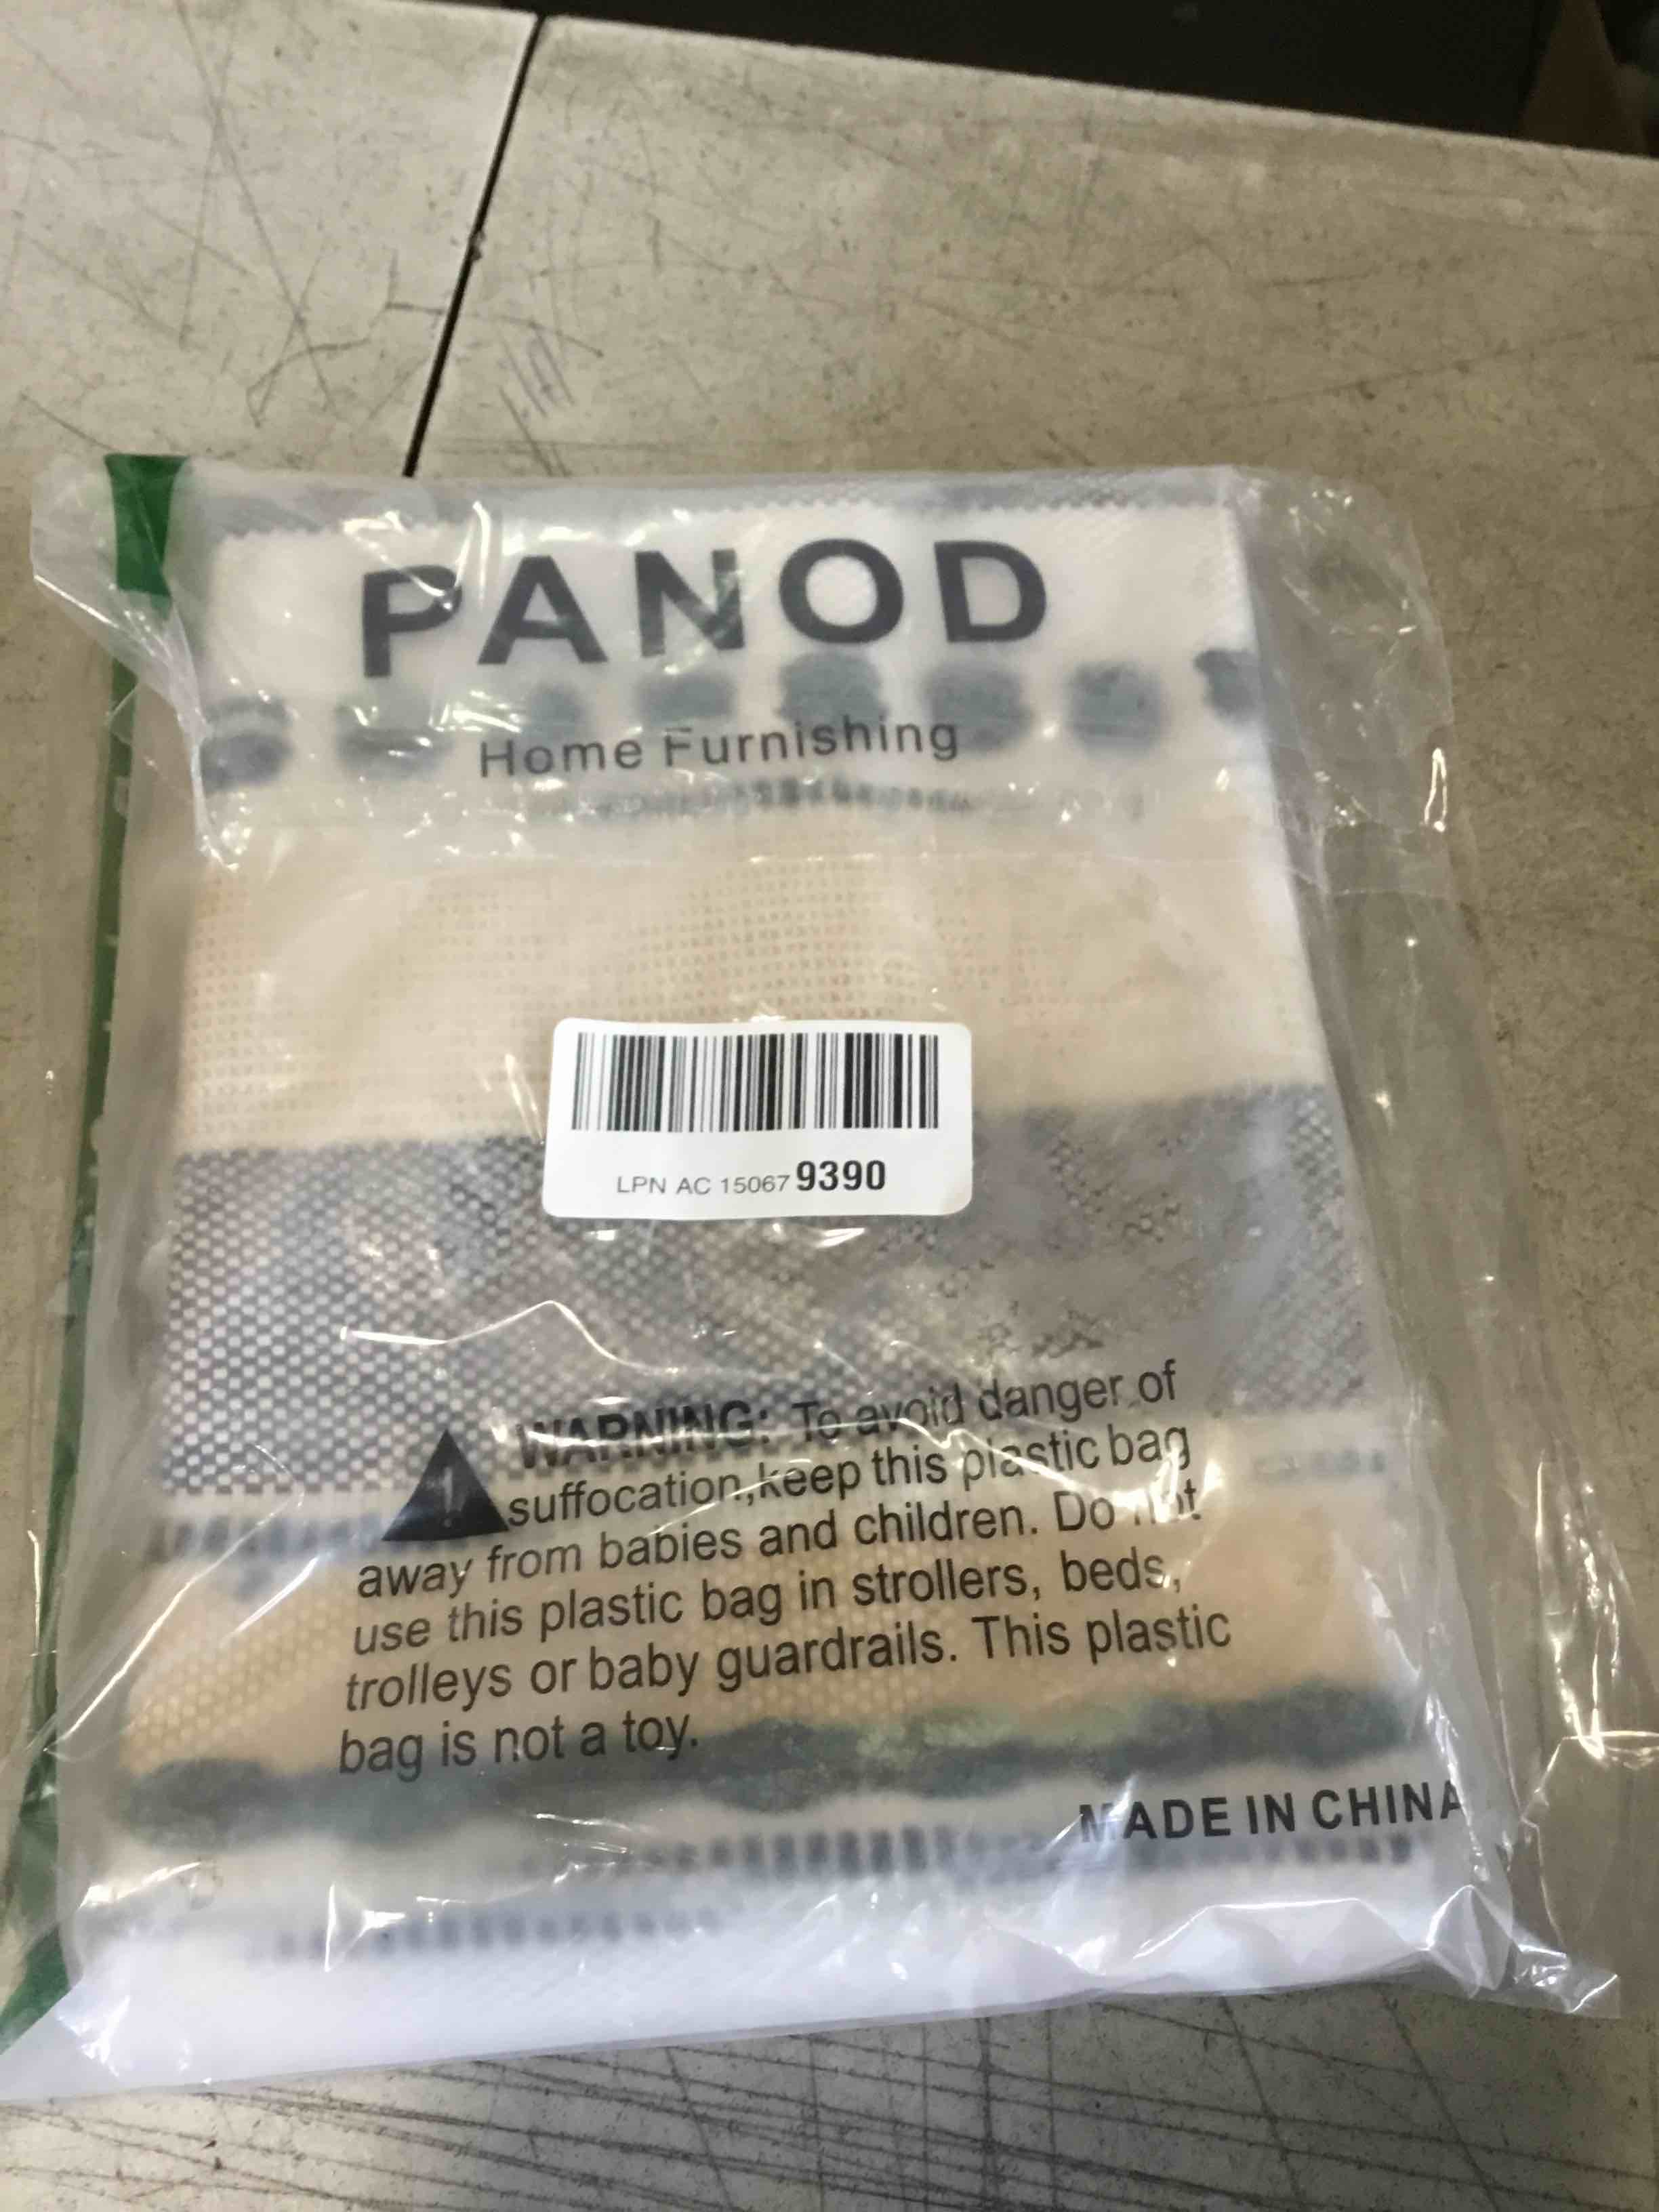 PANOD
Home Furnishing
LPN AC 150679390
WARNING: To avoid danger of
suffocation,keep this plastic bag
away from babies and children. Do not
use this plastic bag in strollers, beds,
trolleys or baby guardrails. This plastic
bag is not a toy.
MADE IN CHINA